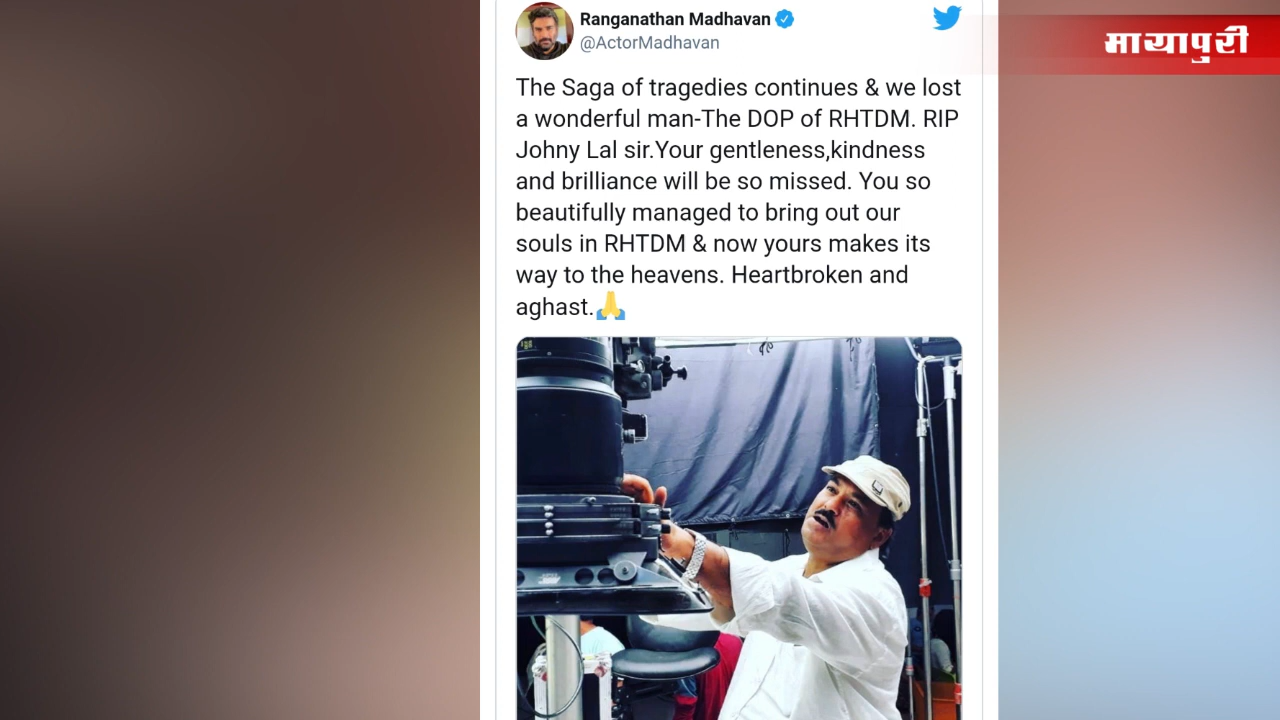 Ranganathan Madhavan
@ActorMadhavan
मायापुरी
The Saga of tragedies continues & we lost
a wonderful man-The DOP of RHTDM. RIP
Johny Lal sir.Your gentleness,kindness
and brilliance will be so missed. You so
beautifully managed to bring out our
souls in RHTDM & now yours makes its
way to the heavens. Heartbroken and
aghast.🙏